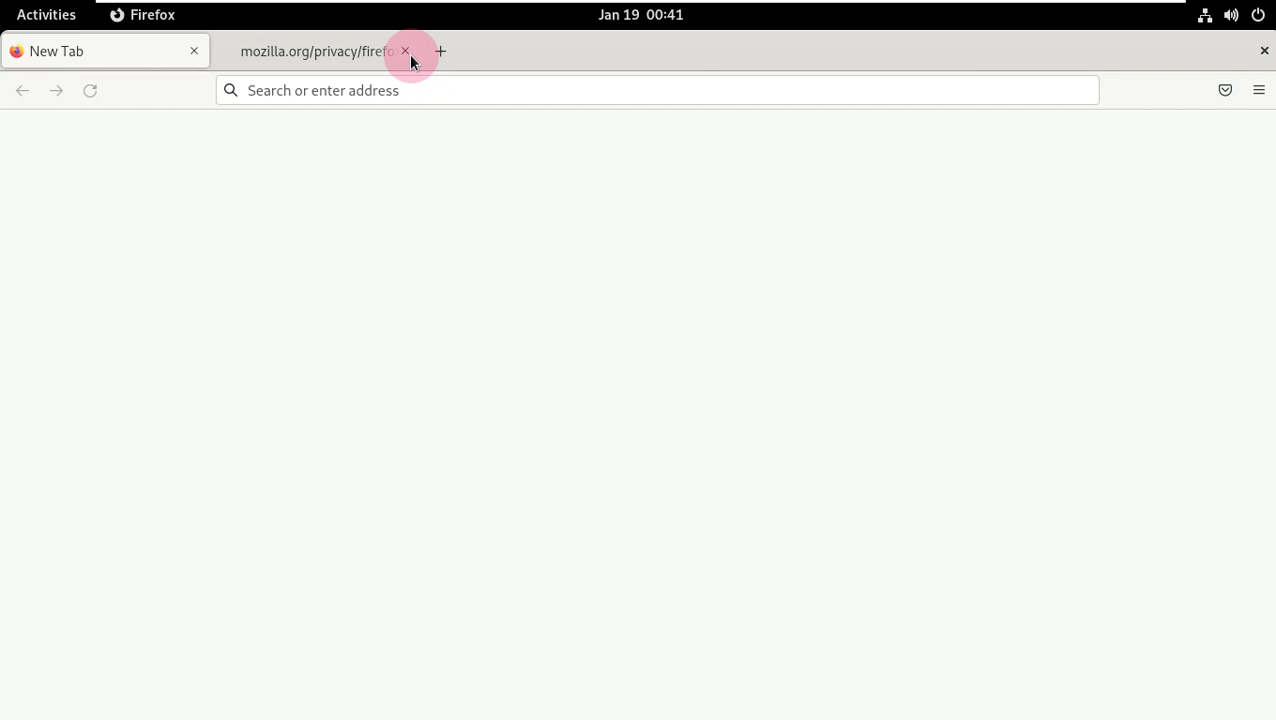 Activities Firefox Jan 19 00:41
New Tab mozilla.org/privacy/firefo
Search or enter address